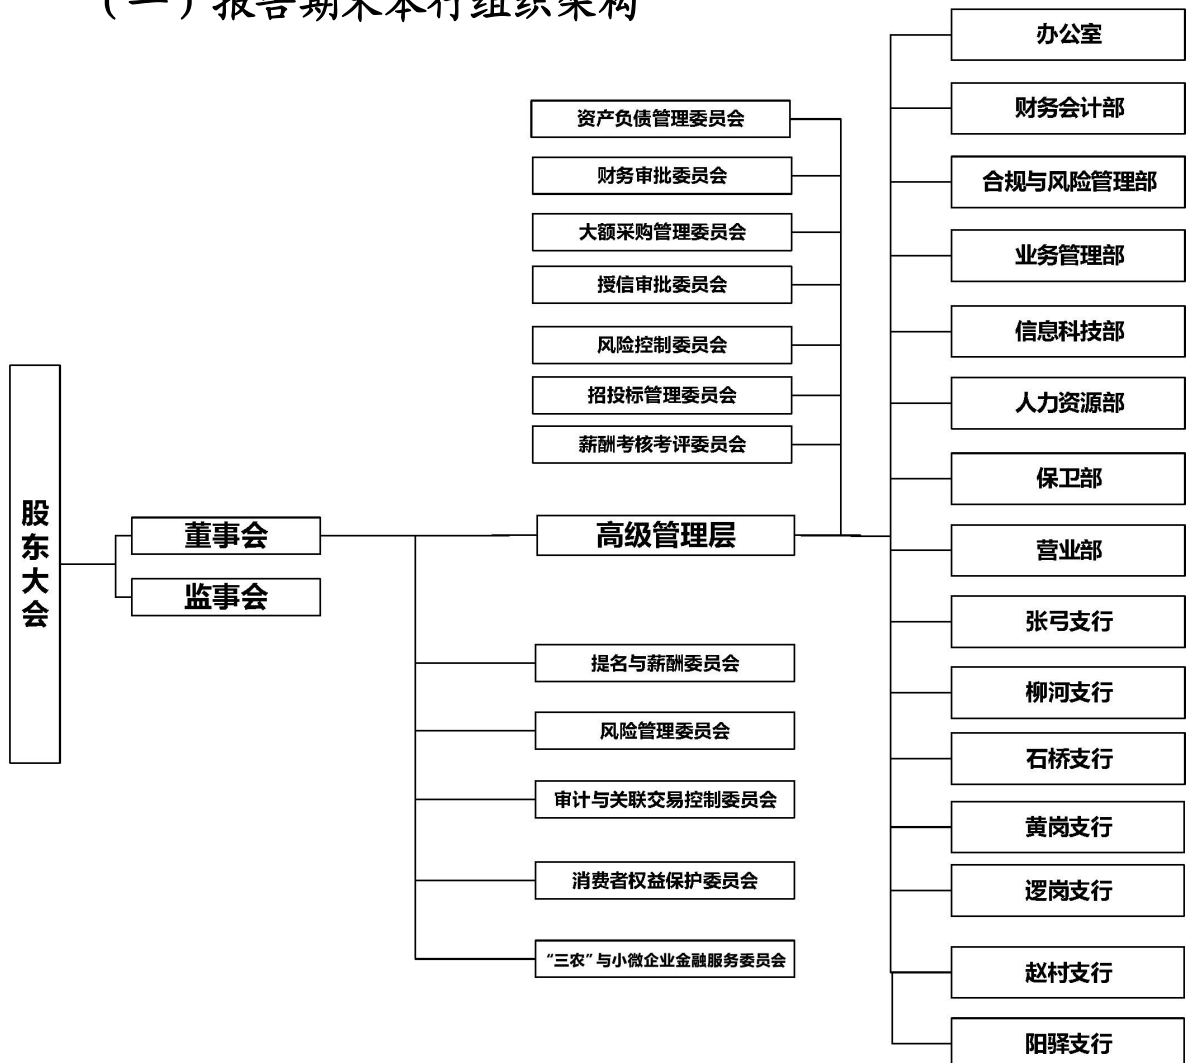 （一）报告期末本行组织架构
办公室
财务会计部
合规与风险管理部
业务管理部
信息科技部
人力资源部
保卫部
营业部
张弓支行
柳河支行
石桥支行
黄岗支行
逻岗支行
赵村支行
阳驿支行
资产负债管理委员会
财务审批委员会
大额采购管理委员会
授信审批委员会
风险控制委员会
招投标管理委员会
薪酬考核考评委员会
高级管理层
提名与薪酬委员会
风险管理委员会
审计与关联交易控制委员会
消费者权益保护委员会
“三农”与小微企业金融服务委员会
董事会
监事会
股东大会